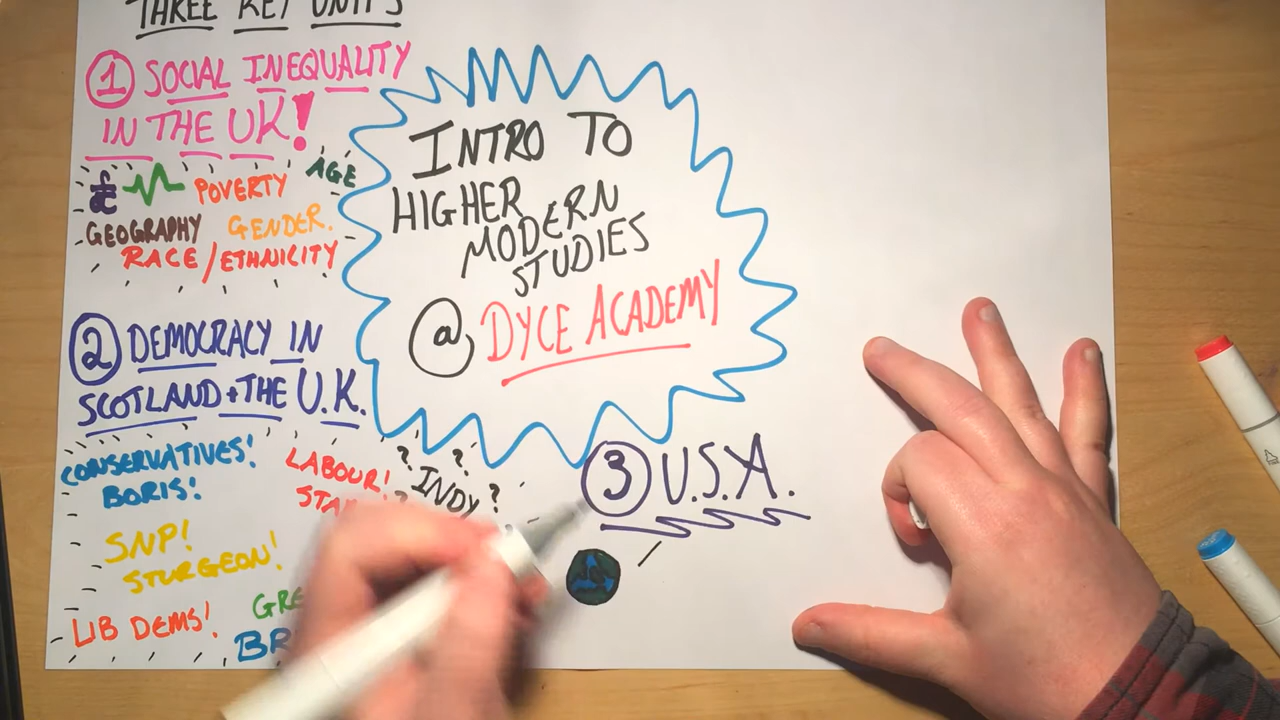 THREE KEY UNITS
1 SOCIAL INEQUALITY
IN THE UK!
AGE
POVERTY
GEOGRAPHY GENDER.
RACE/ETHNICITY
2 DEMOCRACY IN
SCOTLAND + THE U.K.
CONSERVATIVES!
BORIS!
LABOUR!
? ?
INDY ?
?
SNP!
STURGEON!
LIB DEMS!
INTRO TO
HIGHER
MODERN
STUDIES
@ DYCE ACADEMY
3 U.S.A.